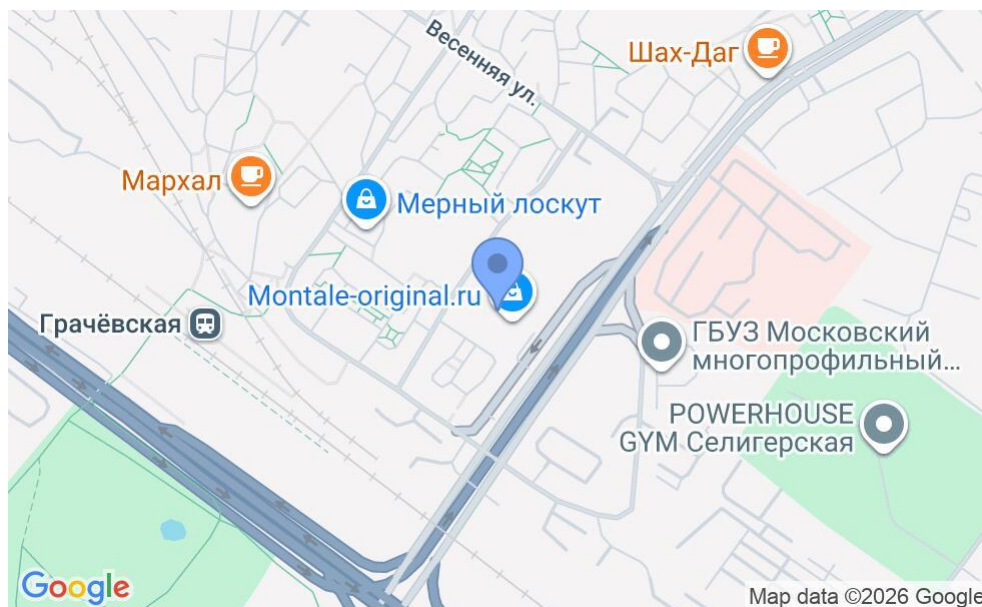 Весенняя ул.
Шах-Даг
Мархал
Мерный лоскут
Montale-original.ru
Грачёвская
ГБУЗ Московский
многопрофильный...
POWERHOUSE
GYM Селигерская
Google
Map data ©2026 Google